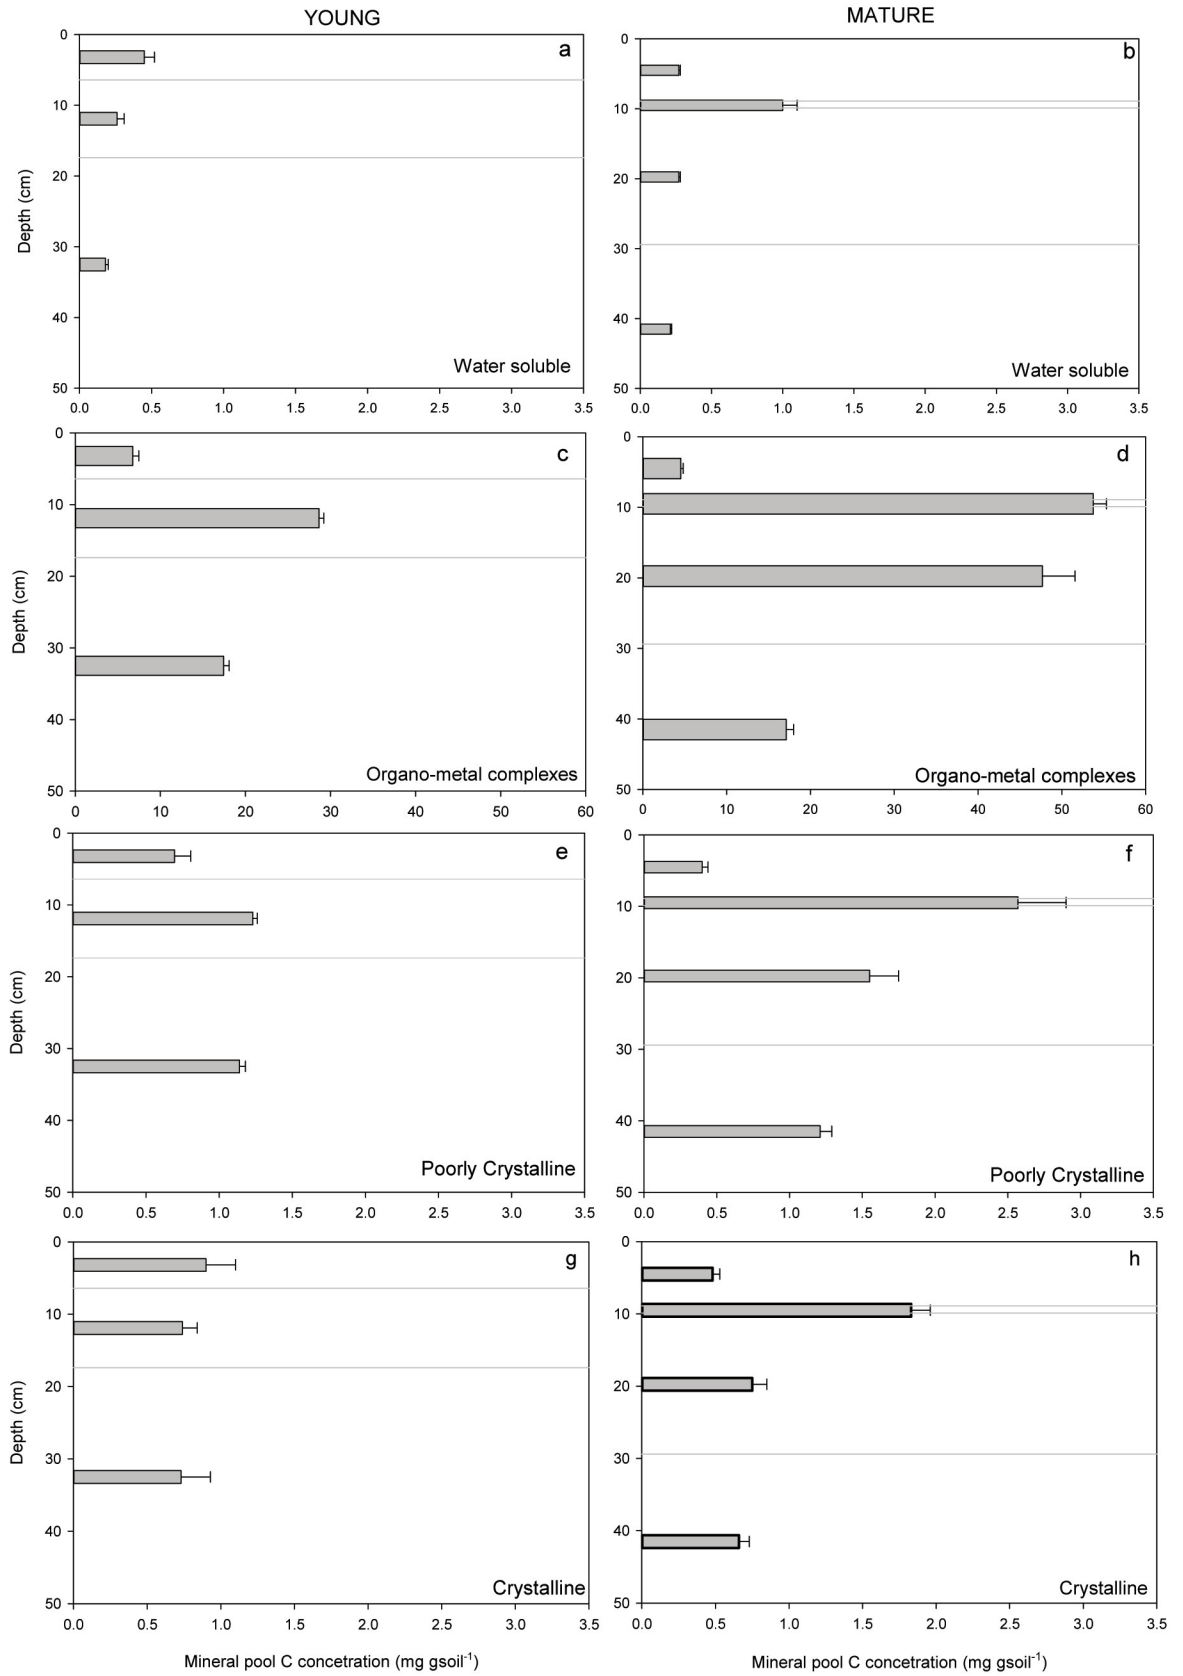 YOUNG MATURE
a b
0 0
10 10
20 20
30 30
40 40
50 50
Depth (cm)
Water soluble Water soluble
0.0 0.5 1.0 1.5 2.0 2.5 3.0 3.5 0.0 0.5 1.0 1.5 2.0 2.5 3.0 3.5
c d
0 0
10 10
20 20
30 30
40 40
50 50
Depth (cm)
Organo-metal complexes Organo-metal complexes
0 10 20 30 40 50 60 0 10 20 30 40 50 60
e f
0 0
10 10
20 20
30 30
40 40
50 50
Depth (cm)
Poorly Crystalline Poorly Crystalline
0.0 0.5 1.0 1.5 2.0 2.5 3.0 3.5 0.0 0.5 1.0 1.5 2.0 2.5 3.0 3.5
g h
0 0
10 10
20 20
30 30
40 40
50 50
Depth (cm)
Crystalline Crystalline
0.0 0.5 1.0 1.5 2.0 2.5 3.0 3.5 0.0 0.5 1.0 1.5 2.0 2.5 3.0 3.5
Mineral pool C concetration (mg gsoil⁻¹) Mineral pool C concetration (mg gsoil⁻¹)